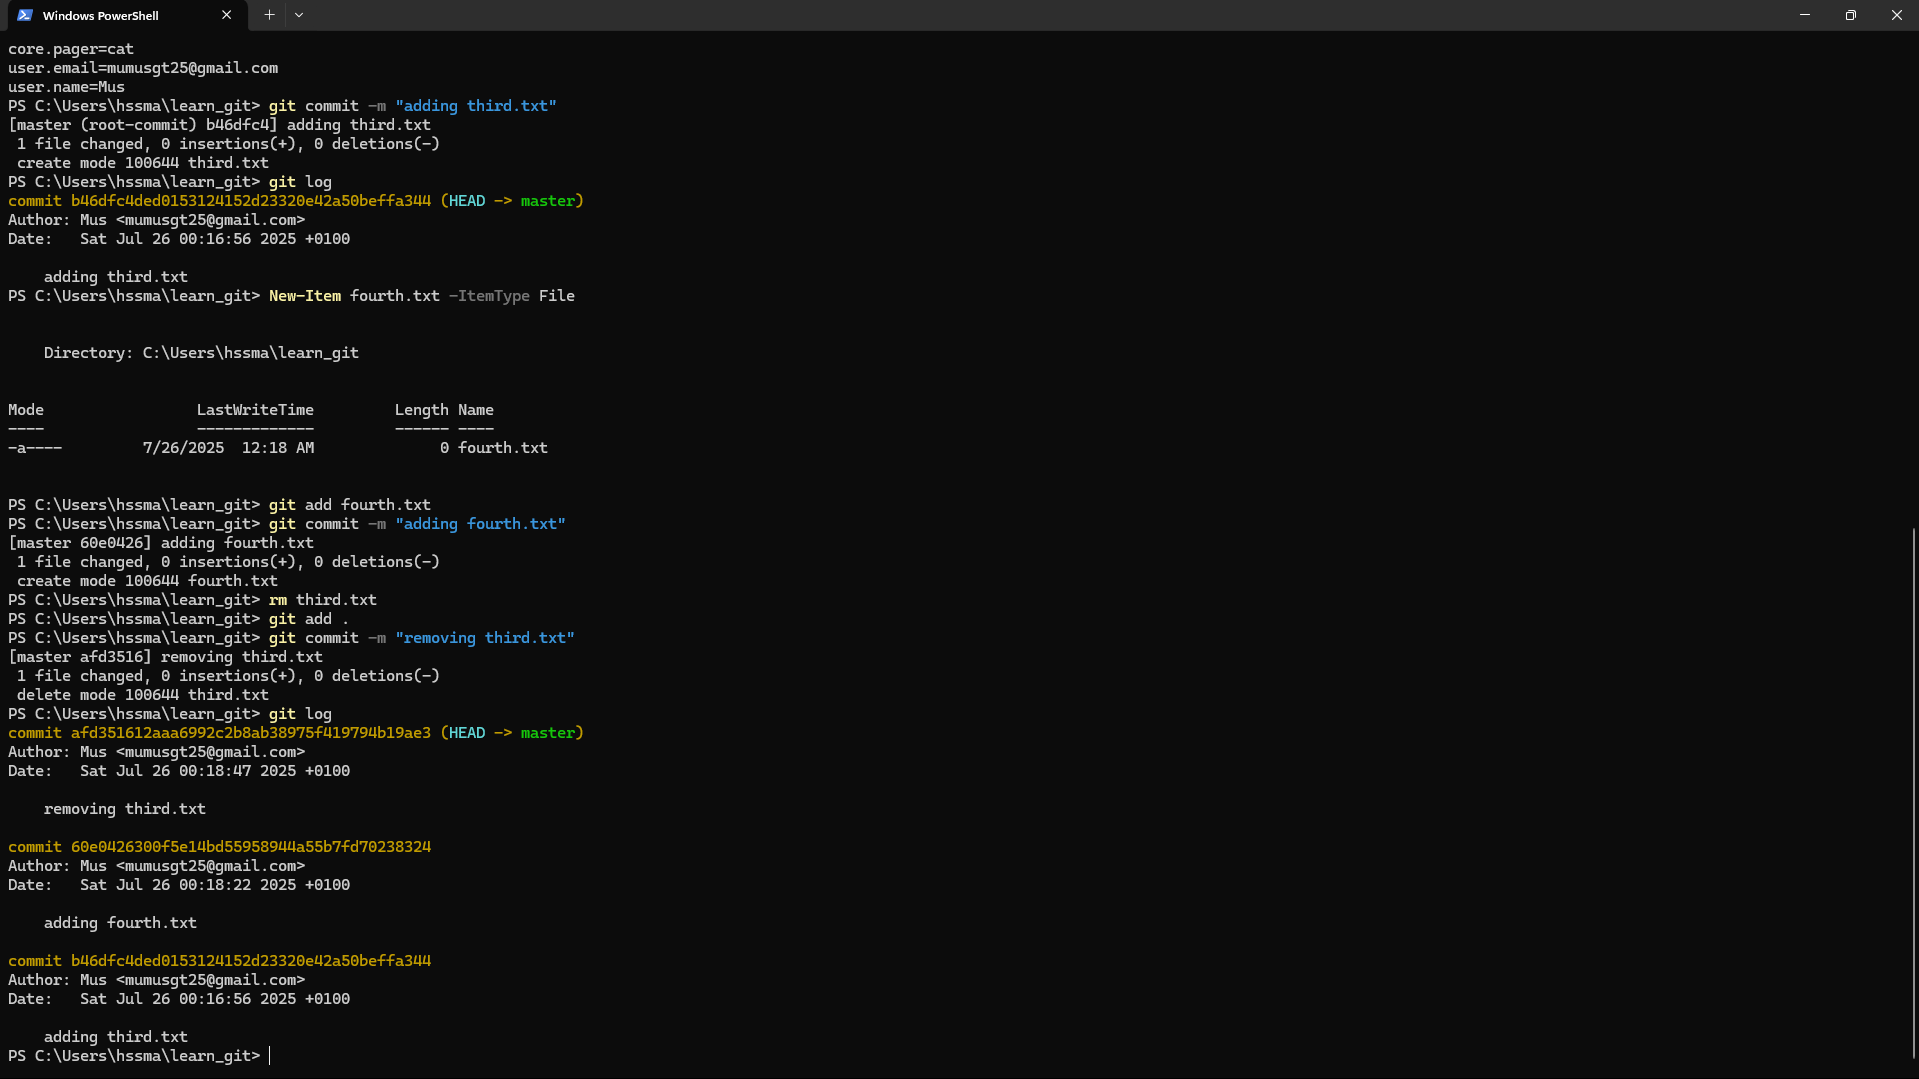 Windows PowerShell
core.pager=cat
user.email=mumusgt25@gmail.com
user.name=Mus
PS C:\Users\hssma\learn_git> git commit -m "adding third.txt"
[master (root-commit) b46dfc4] adding third.txt
 1 file changed, 0 insertions(+), 0 deletions(-)
 create mode 100644 third.txt
PS C:\Users\hssma\learn_git> git log
commit b46dfc4ded0153124152d23320e42a50beffa344 (HEAD -> master)
Author: Mus <mumusgt25@gmail.com>
Date:   Sat Jul 26 00:16:56 2025 +0100
    adding third.txt
PS C:\Users\hssma\learn_git> New-Item fourth.txt -ItemType File
    Directory: C:\Users\hssma\learn_git
Mode                 LastWriteTime         Length Name
----                 -------------         ------ ----
-a----         7/26/2025  12:18 AM              0 fourth.txt
PS C:\Users\hssma\learn_git> git add fourth.txt
PS C:\Users\hssma\learn_git> git commit -m "adding fourth.txt"
[master 60e0426] adding fourth.txt
 1 file changed, 0 insertions(+), 0 deletions(-)
 create mode 100644 fourth.txt
PS C:\Users\hssma\learn_git> rm third.txt
PS C:\Users\hssma\learn_git> git add .
PS C:\Users\hssma\learn_git> git commit -m "removing third.txt"
[master afd3516] removing third.txt
 1 file changed, 0 insertions(+), 0 deletions(-)
 delete mode 100644 third.txt
PS C:\Users\hssma\learn_git> git log
commit afd351612aaa6992c2b8ab38975f419794b19ae3 (HEAD -> master)
Author: Mus <mumusgt25@gmail.com>
Date:   Sat Jul 26 00:18:47 2025 +0100
    removing third.txt
commit 60e0426300f5e14bd55958944a55b7fd70238324
Author: Mus <mumusgt25@gmail.com>
Date:   Sat Jul 26 00:18:22 2025 +0100
    adding fourth.txt
commit b46dfc4ded0153124152d23320e42a50beffa344
Author: Mus <mumusgt25@gmail.com>
Date:   Sat Jul 26 00:16:56 2025 +0100
    adding third.txt
PS C:\Users\hssma\learn_git>